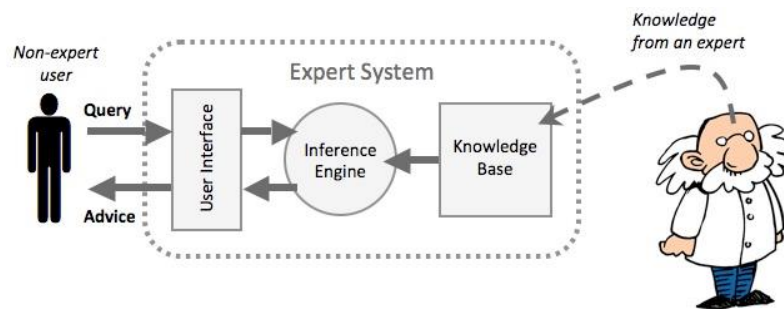 Non-expert
user
Query
Advice
Expert System
User Interface
Inference
Engine
Knowledge
Base
Knowledge
from an expert